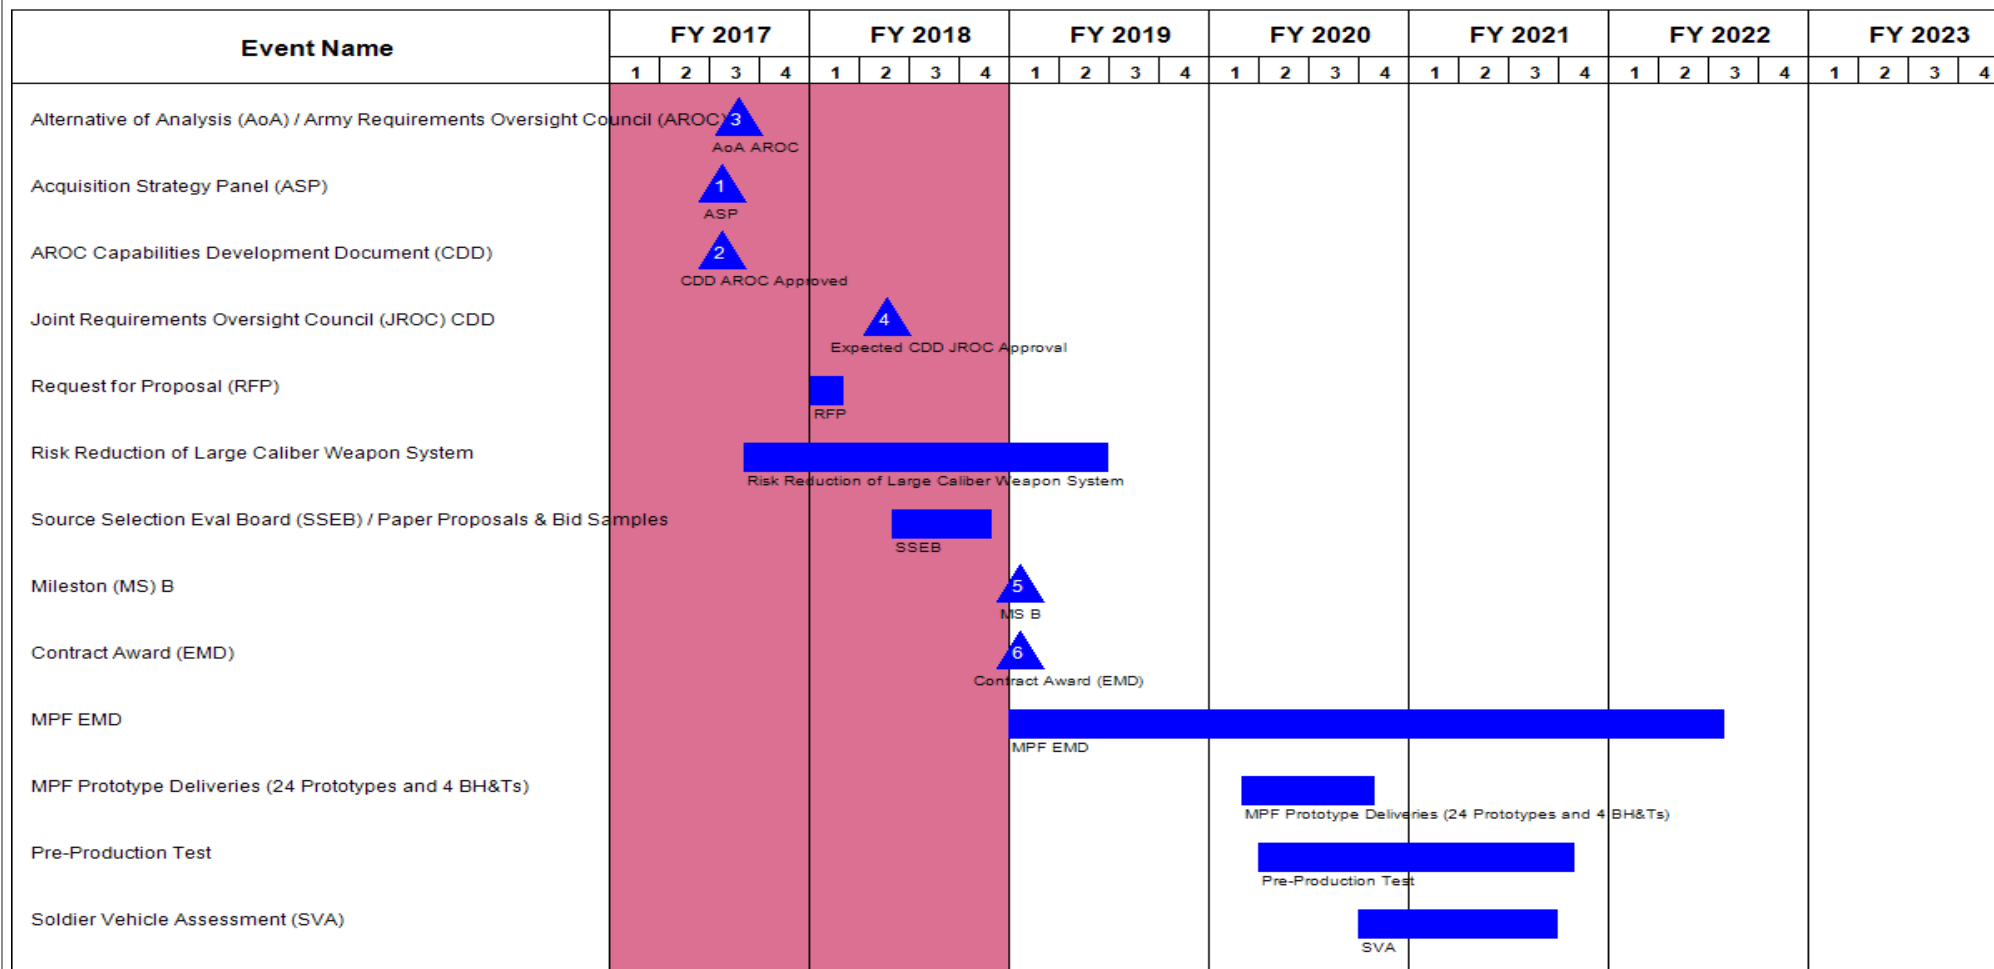 Event Name FY 2017 FY 2018 FY 2019 FY 2020 FY 2021 FY 2022 FY 2023
1 2 3 4 1 2 3 4 1 2 3 4 1 2 3 4 1 2 3 4 1 2 3 4 1 2 3 4
Alternative of Analysis (AoA) / Army Requirements Oversight Council (AROC) 3
AoA AROC
Acquisition Strategy Panel (ASP) 1
ASP
AROC Capabilities Development Document (CDD) 2
CDD AROC Approved
Joint Requirements Oversight Council (JROC) CDD 4
Expected CDD JROC Approval
Request for Proposal (RFP)
RFP
Risk Reduction of Large Caliber Weapon System
Risk Reduction of Large Caliber Weapon System
Source Selection Eval Board (SSEB) / Paper Proposals & Bid Samples
SSEB
Mileston (MS) B 5
MS B
Contract Award (EMD) 6
Contract Award (EMD)
MPF EMD
MPF EMD
MPF Prototype Deliveries (24 Prototypes and 4 BH&Ts)
MPF Prototype Deliveries (24 Prototypes and 4 BH&Ts)
Pre-Production Test
Pre-Production Test
Soldier Vehicle Assessment (SVA)
SVA